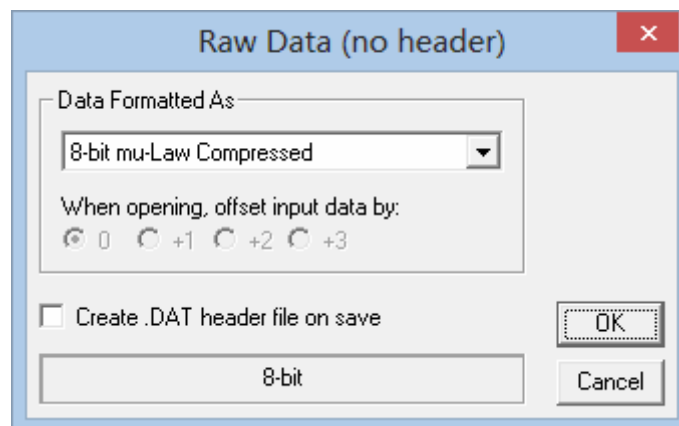 Raw Data (no header)
Data Formatted As
8-bit mu-Law Compressed
When opening, offset input data by:
0 +1 +2 +3
Create .DAT header file on save
OK
8-bit
Cancel